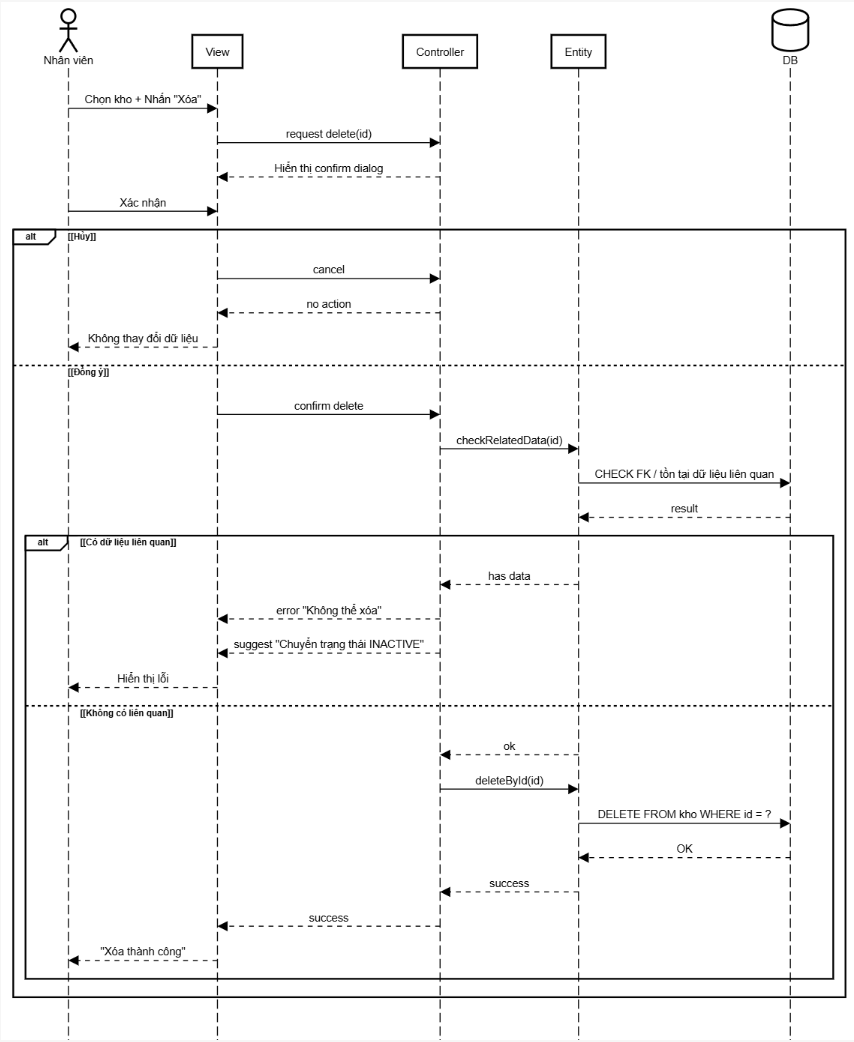 Nhân viên
View
Controller
Entity
DB
Chọn kho + Nhấn "Xóa"
request delete(id)
Hiển thị confirm dialog
Xác nhận
alt
[[Hủy]]
cancel
no action
Không thay đổi dữ liệu
[[Đồng ý]]
confirm delete
checkRelatedData(id)
CHECK FK / tồn tại dữ liệu liên quan
result
alt
[[Có dữ liệu liên quan]]
has data
error "Không thể xóa"
suggest "Chuyển trạng thái INACTIVE"
Hiển thị lỗi
[[Không có liên quan]]
ok
deleteById(id)
DELETE FROM kho WHERE id = ?
OK
success
success
"Xóa thành công"